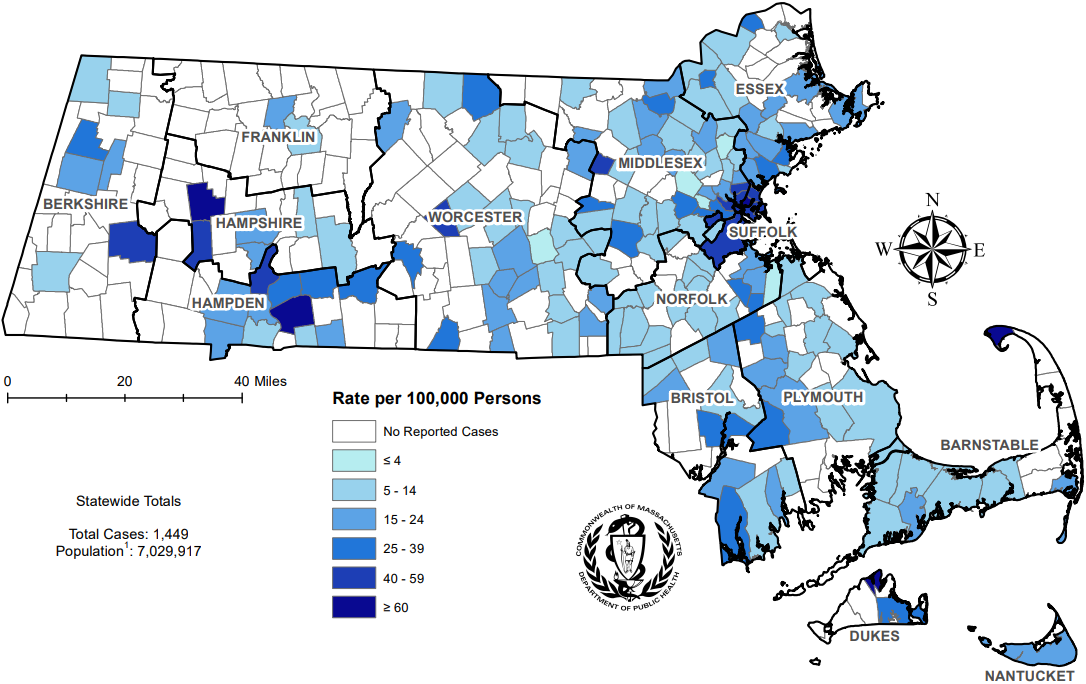 ESSEX
FRANKLIN
MIDDLESEX
BERKSHIRE
HAMPSHIRE
WORCESTER
SUFFOLK
HAMPDEN
NORFOLK
N
W
E
S
0 20 40 Miles
BRISTOL
PLYMOUTH
BARNSTABLE
DUKES
NANTUCKET
Rate per 100,000 Persons
No Reported Cases
≤ 4
5 - 14
15 - 24
25 - 39
40 - 59
≥ 60
Statewide Totals
Total Cases: 1,449
Population1: 7,029,917
COMMONWEALTH OF MASSACHUSETTS
DEPARTMENT OF PUBLIC HEALTH